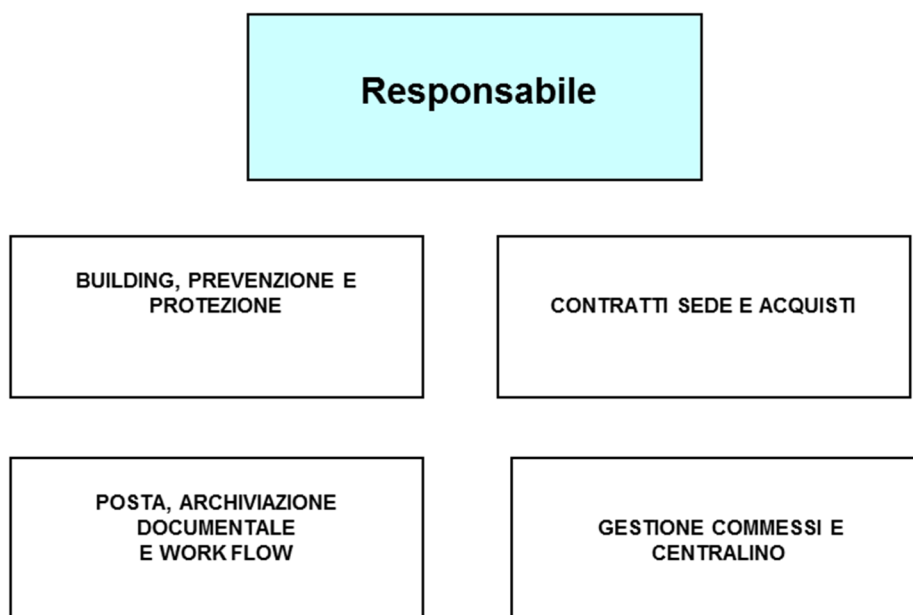 Responsabile
BUILDING, PREVENZIONE E
PROTEZIONE
CONTRATTI SEDE E ACQUISTI
POSTA, ARCHIVIAZIONE
DOCUMENTALE
E WORK FLOW
GESTIONE COMMESSI E
CENTRALINO